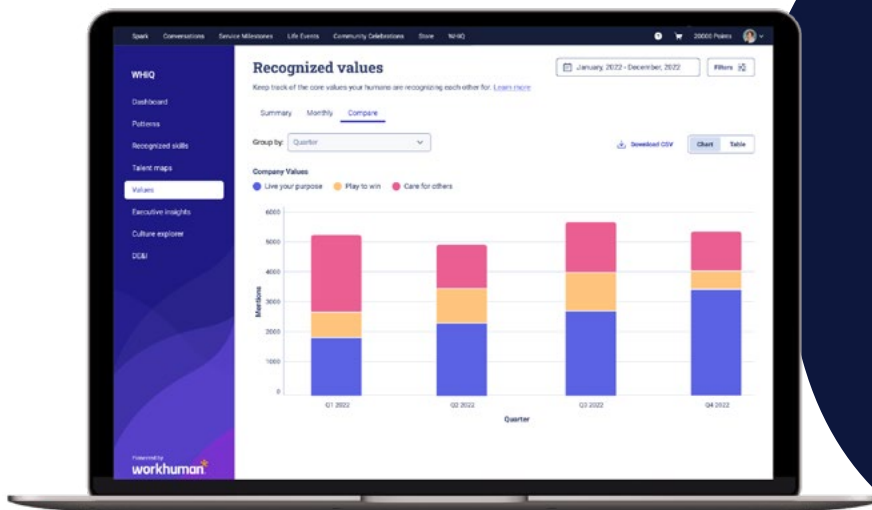 Spark Conversations Service Milestones Life Events Community Celebrations Store WHIQ 20000 Points
WHIQ
Dashboard
Patterns
Recognized skills
Talent maps
Values
Executive insights
Culture explorer
DE&I
Powered by
workhuman
Recognized values
January, 2022 - December, 2022
Filters
Keep track of the core values your humans are recognizing each other for. Learn more
Summary Monthly Compare
Group by: Quarter
Download CSV
Chart Table
Company Values
Live your purpose Play to win Care for others
Mentions
6000
5000
4000
3000
2000
1000
0
Q1 2022 Q2 2022 Q3 2022 Q4 2022
Quarter